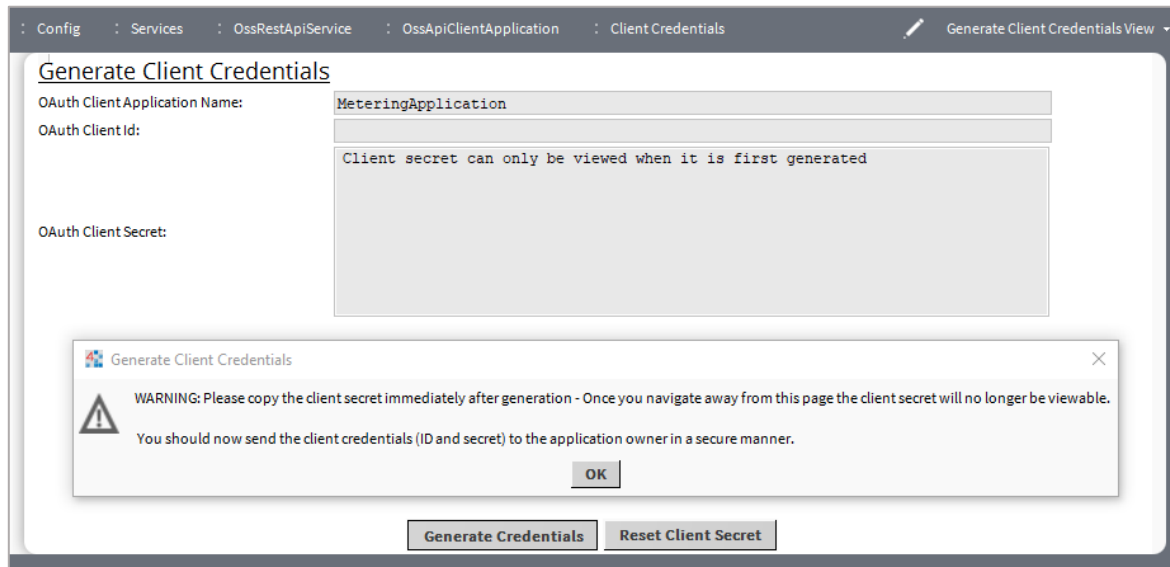 : Config : Services : OssRestApiService : OssApiClientApplication : Client Credentials Generate Client Credentials View
Generate Client Credentials
OAuth Client Application Name: MeteringApplication
OAuth Client Id:
Client secret can only be viewed when it is first generated
OAuth Client Secret:
Generate Client Credentials
WARNING: Please copy the client secret immediately after generation - Once you navigate away from this page the client secret will no longer be viewable.
You should now send the client credentials (ID and secret) to the application owner in a secure manner.
OK
Generate Credentials Reset Client Secret